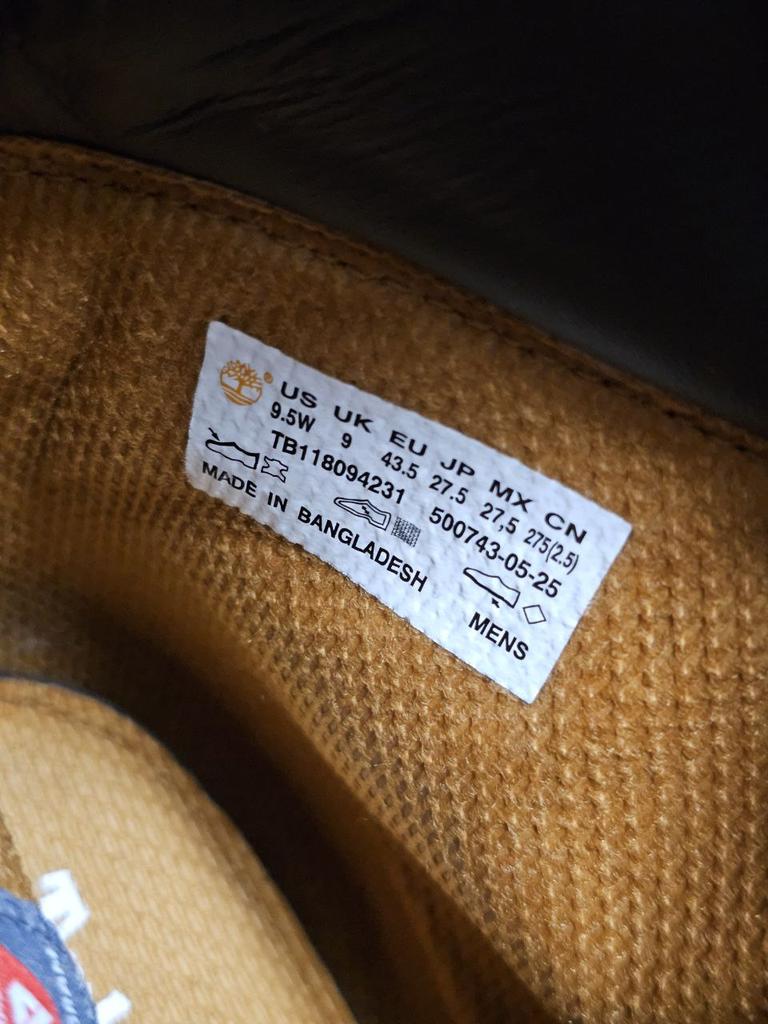 US UK EU JP MX CN
9.5W 9 43.5 27.5 27,5 275(2.5)
TB118094231 500743-05-25
MADE IN BANGLADESH MENS